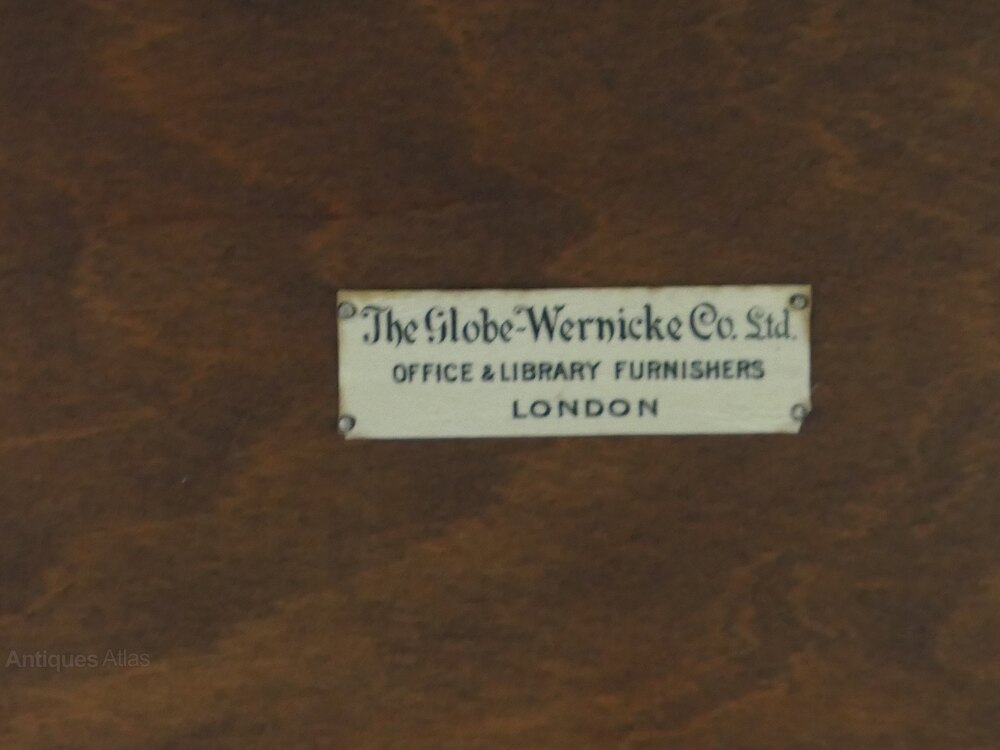 The Globe-Wernicke Co. Ltd.
OFFICE & LIBRARY FURNISHERS
LONDON
Antiques Atlas